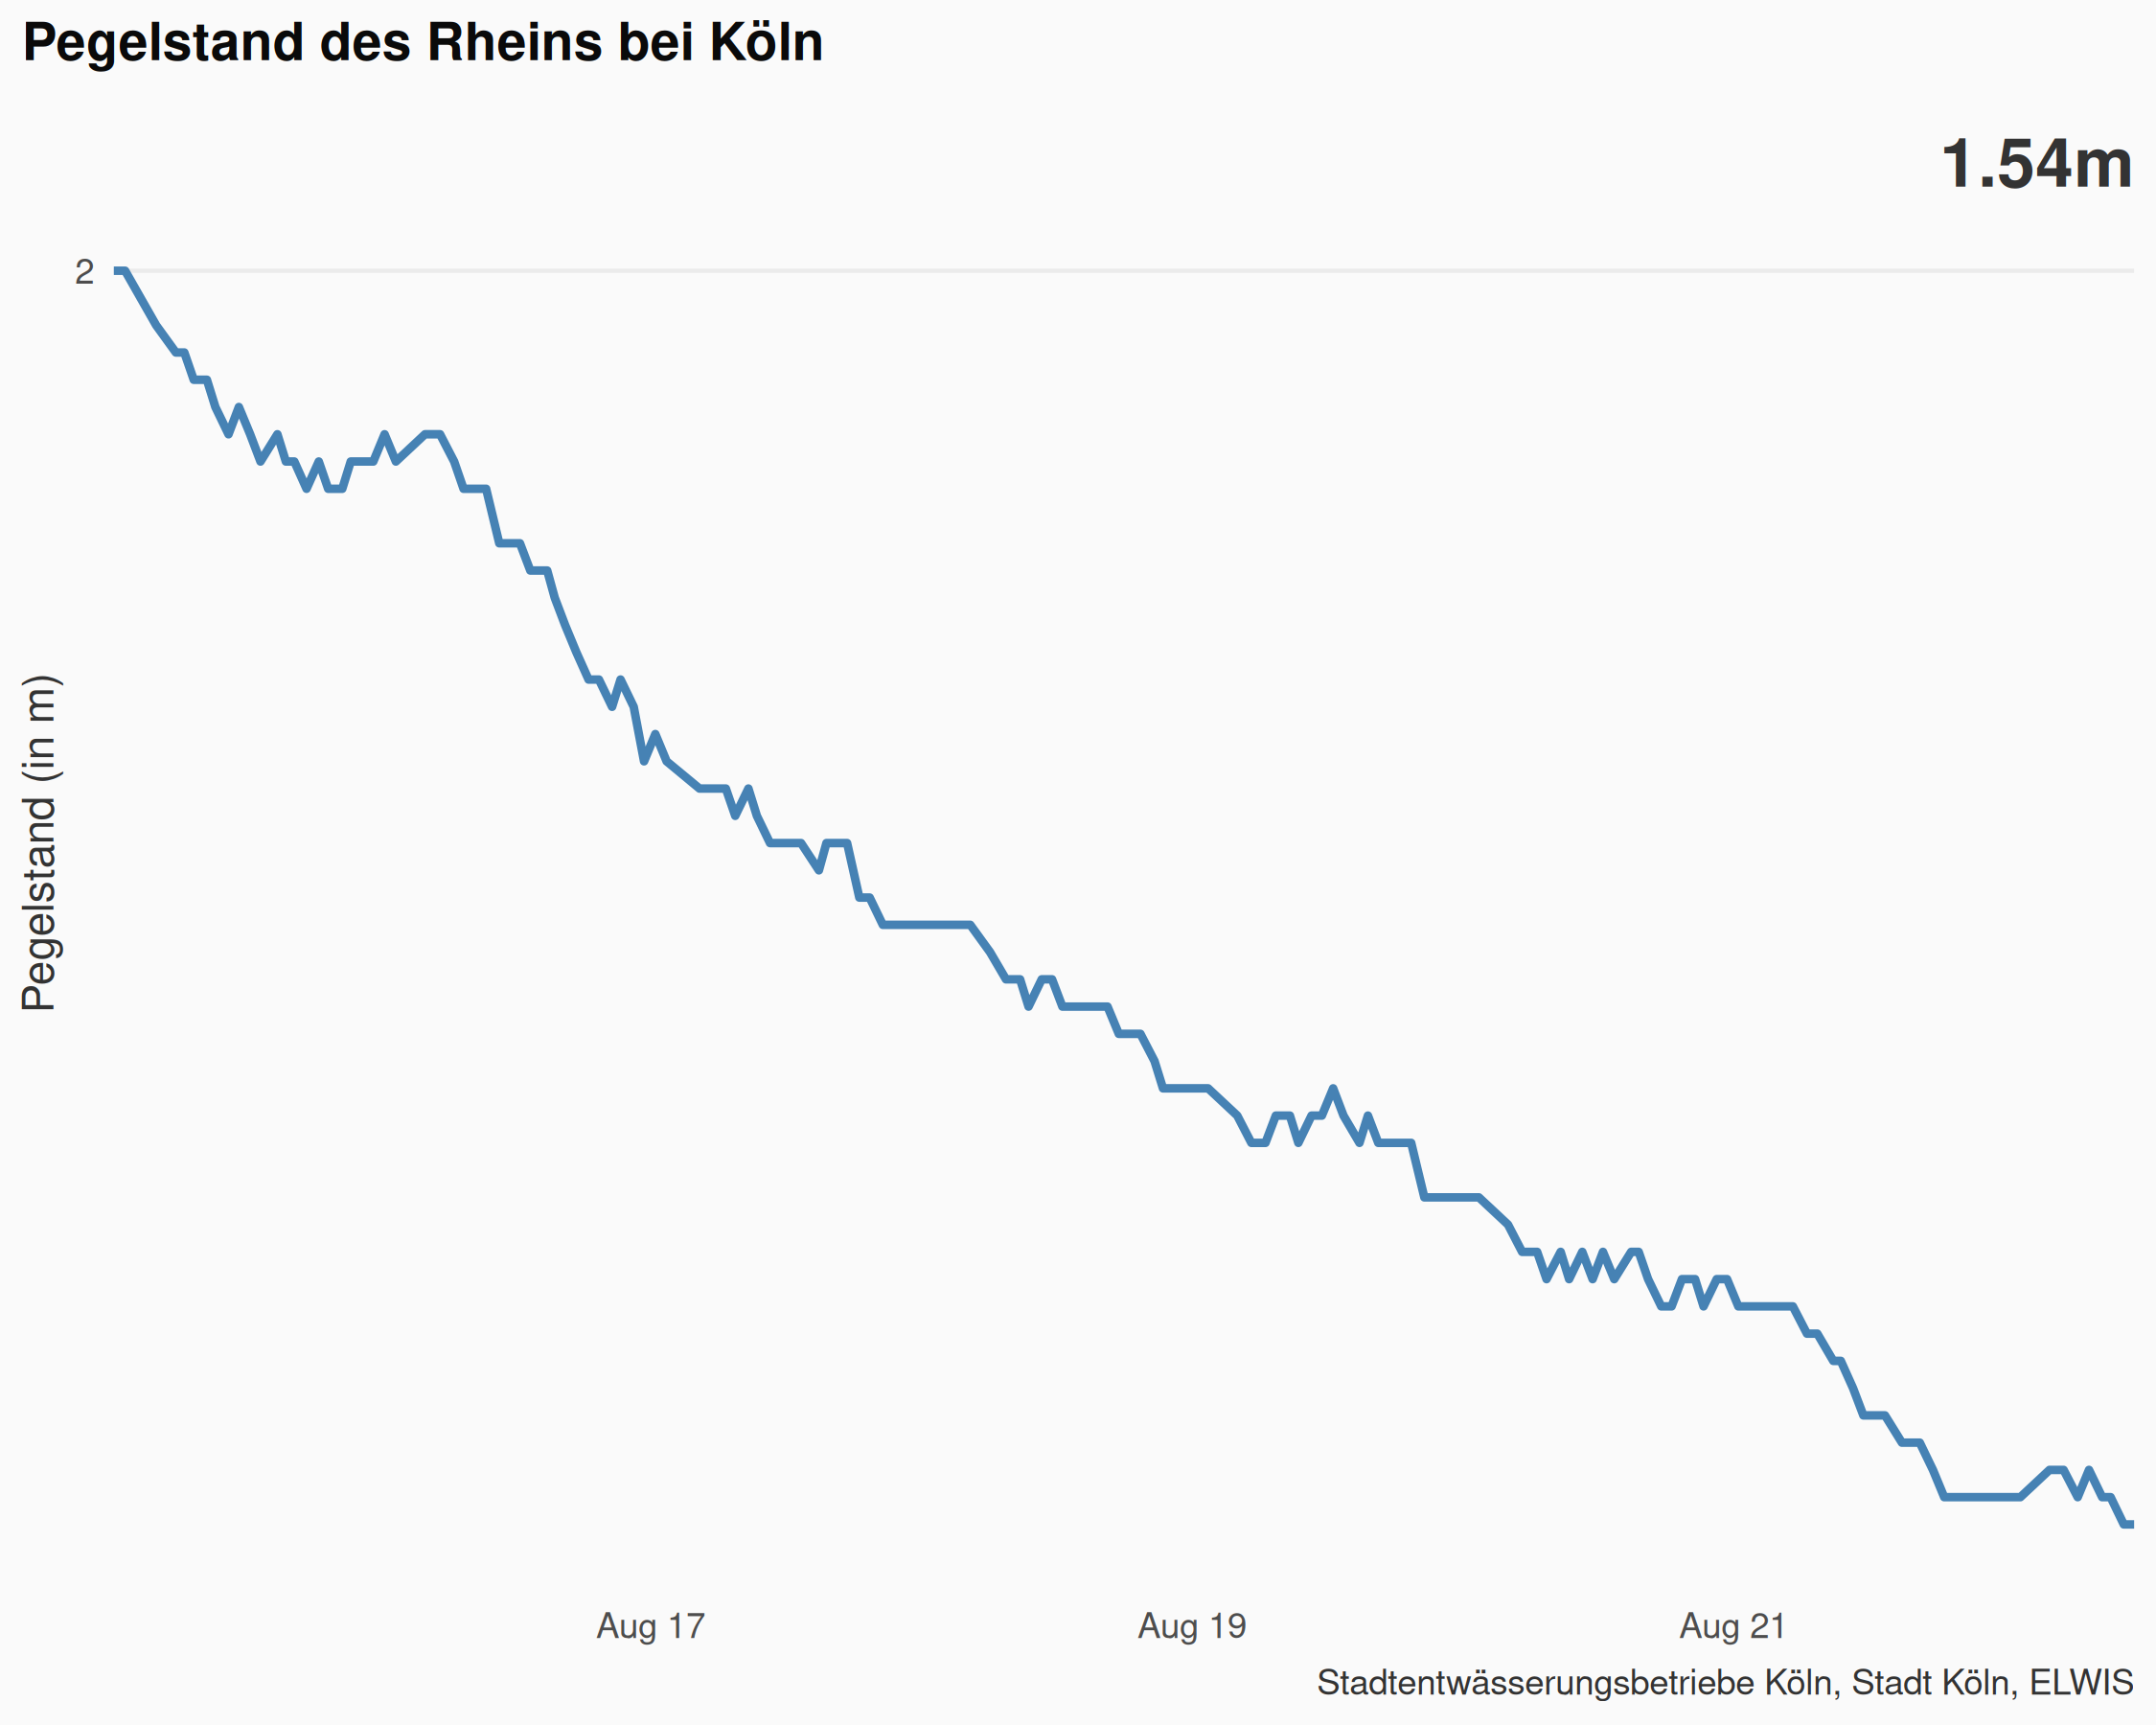 Pegelstand des Rheins bei Köln
1.54m
2
Pegelstand (in m)
Aug 17
Aug 19
Aug 21
Stadtentwässerungsbetriebe Köln, Stadt Köln, ELWIS